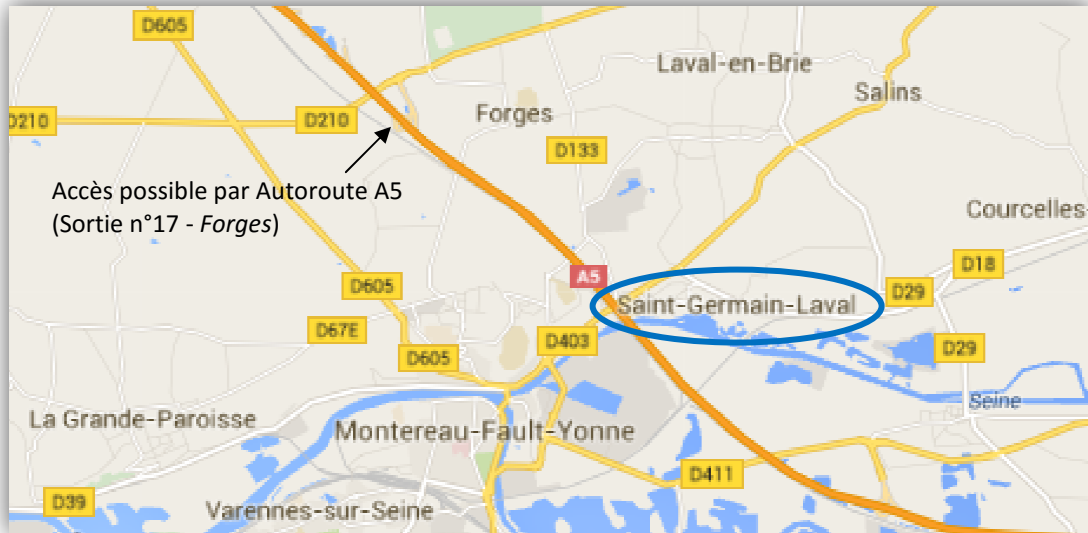 D605
Laval-en-Brie
Salins
D210
D210
Forges
D133
Accès possible par Autoroute A5
(Sortie n°17 - Forges)
Courcelles-
D18
A5
D605
D29
Saint-Germain-Laval
D67E
D403
D605
D29
Seine
La Grande-Paroisse
Montereau-Fault-Yonne
D411
D39
Varennes-sur-Seine